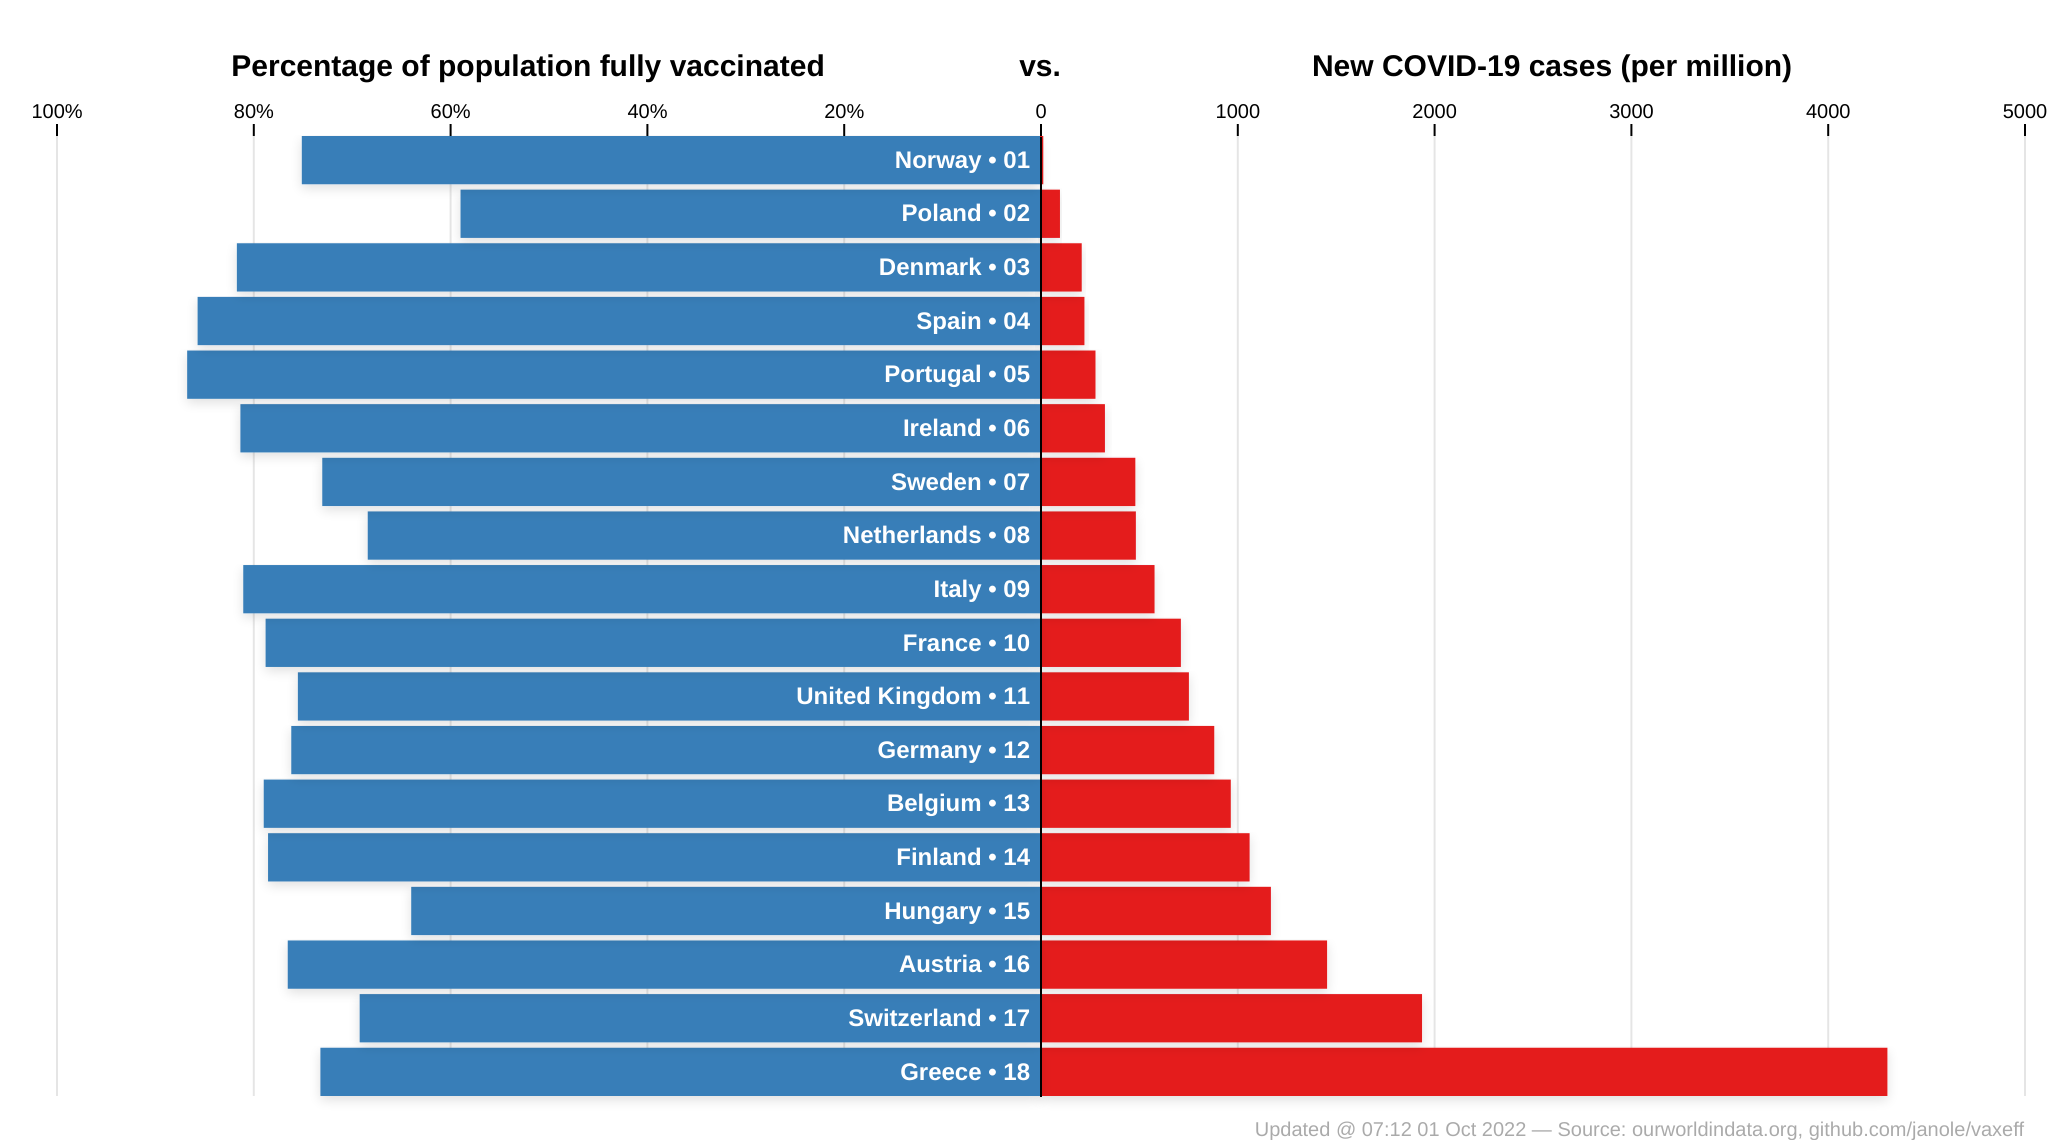 Percentage of population fully vaccinated vs. New COVID-19 cases (per million)
100% 80% 60% 40% 20% 0 1000 2000 3000 4000 5000
Norway • 01
Poland • 02
Denmark • 03
Spain • 04
Portugal • 05
Ireland • 06
Sweden • 07
Netherlands • 08
Italy • 09
France • 10
United Kingdom • 11
Germany • 12
Belgium • 13
Finland • 14
Hungary • 15
Austria • 16
Switzerland • 17
Greece • 18
Updated @ 07:12 01 Oct 2022 — Source: ourworldindata.org, github.com/janole/vaxeff